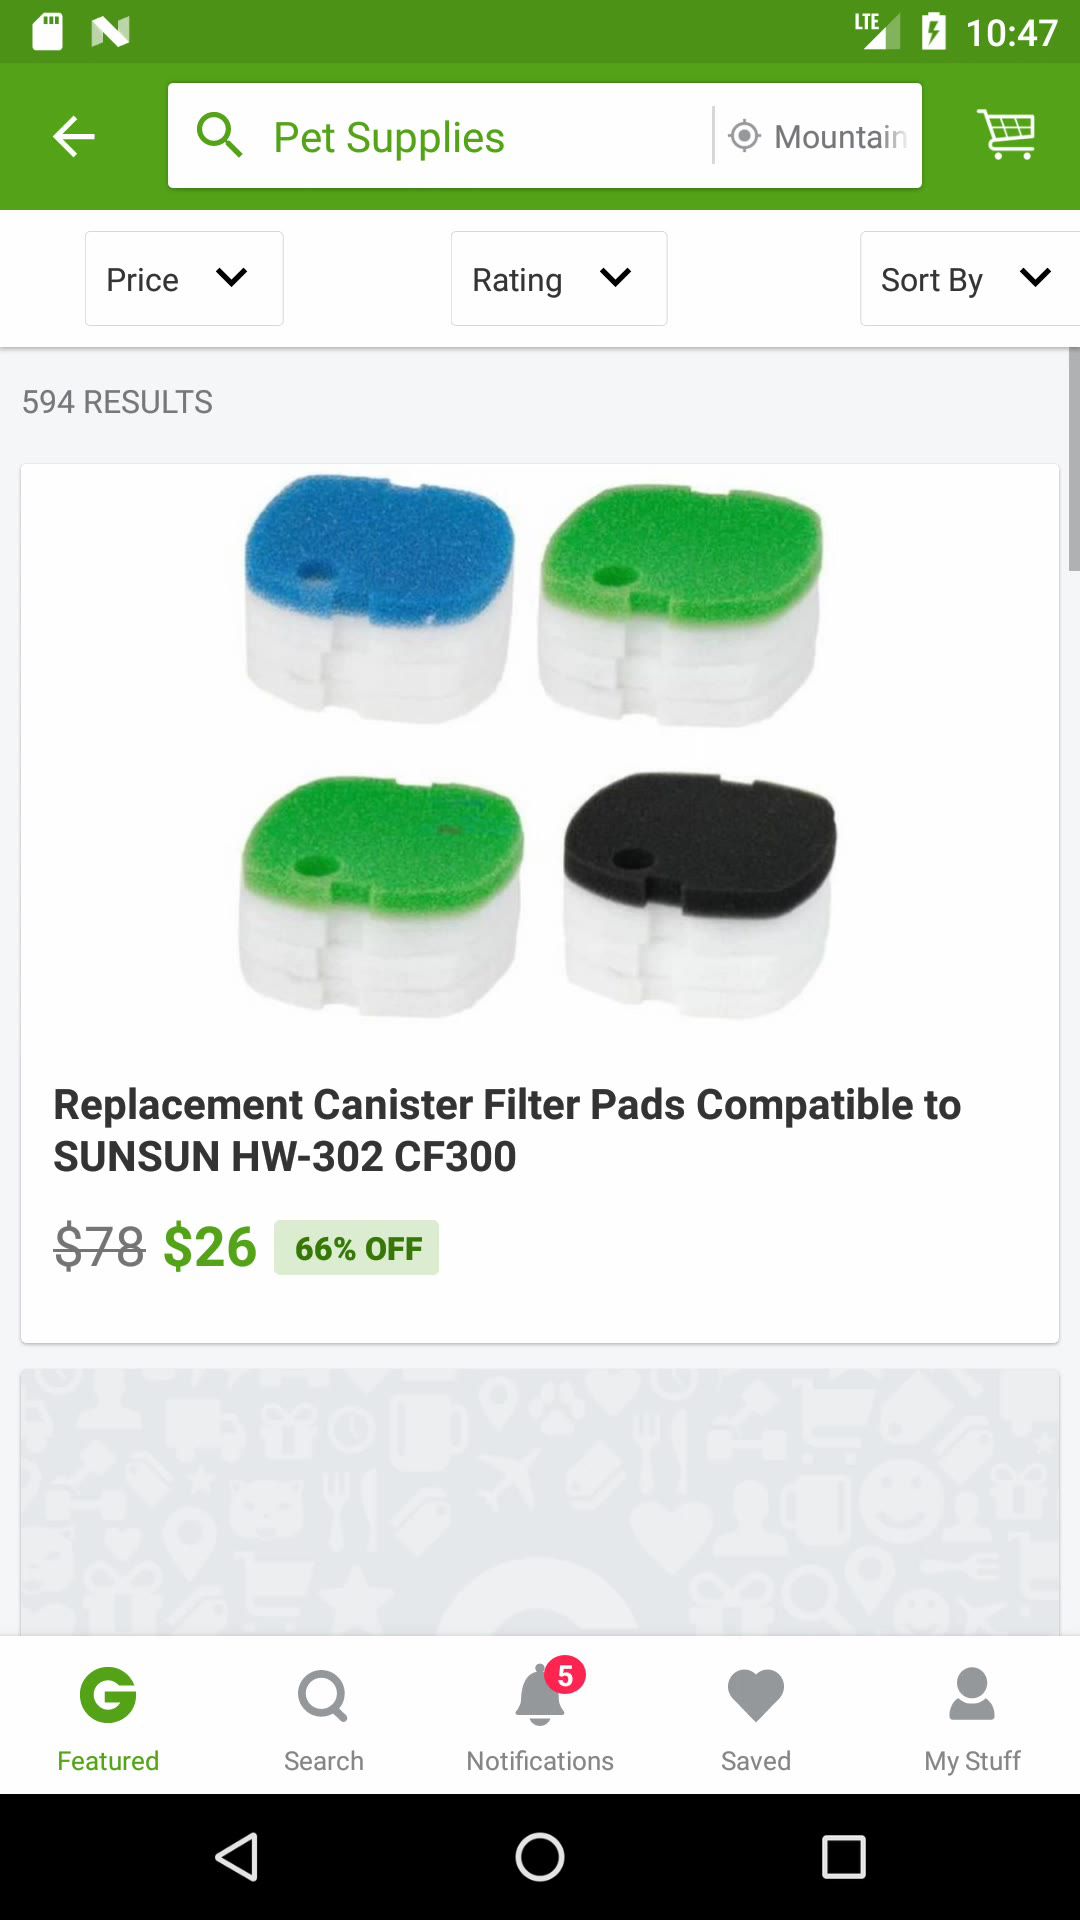 LTE 10:47
Pet Supplies Mountain
Price Rating Sort By
594 RESULTS
Replacement Canister Filter Pads Compatible to
SUNSUN HW-302 CF300
$78 $26 66% OFF
5
Featured Search Notifications Saved My Stuff